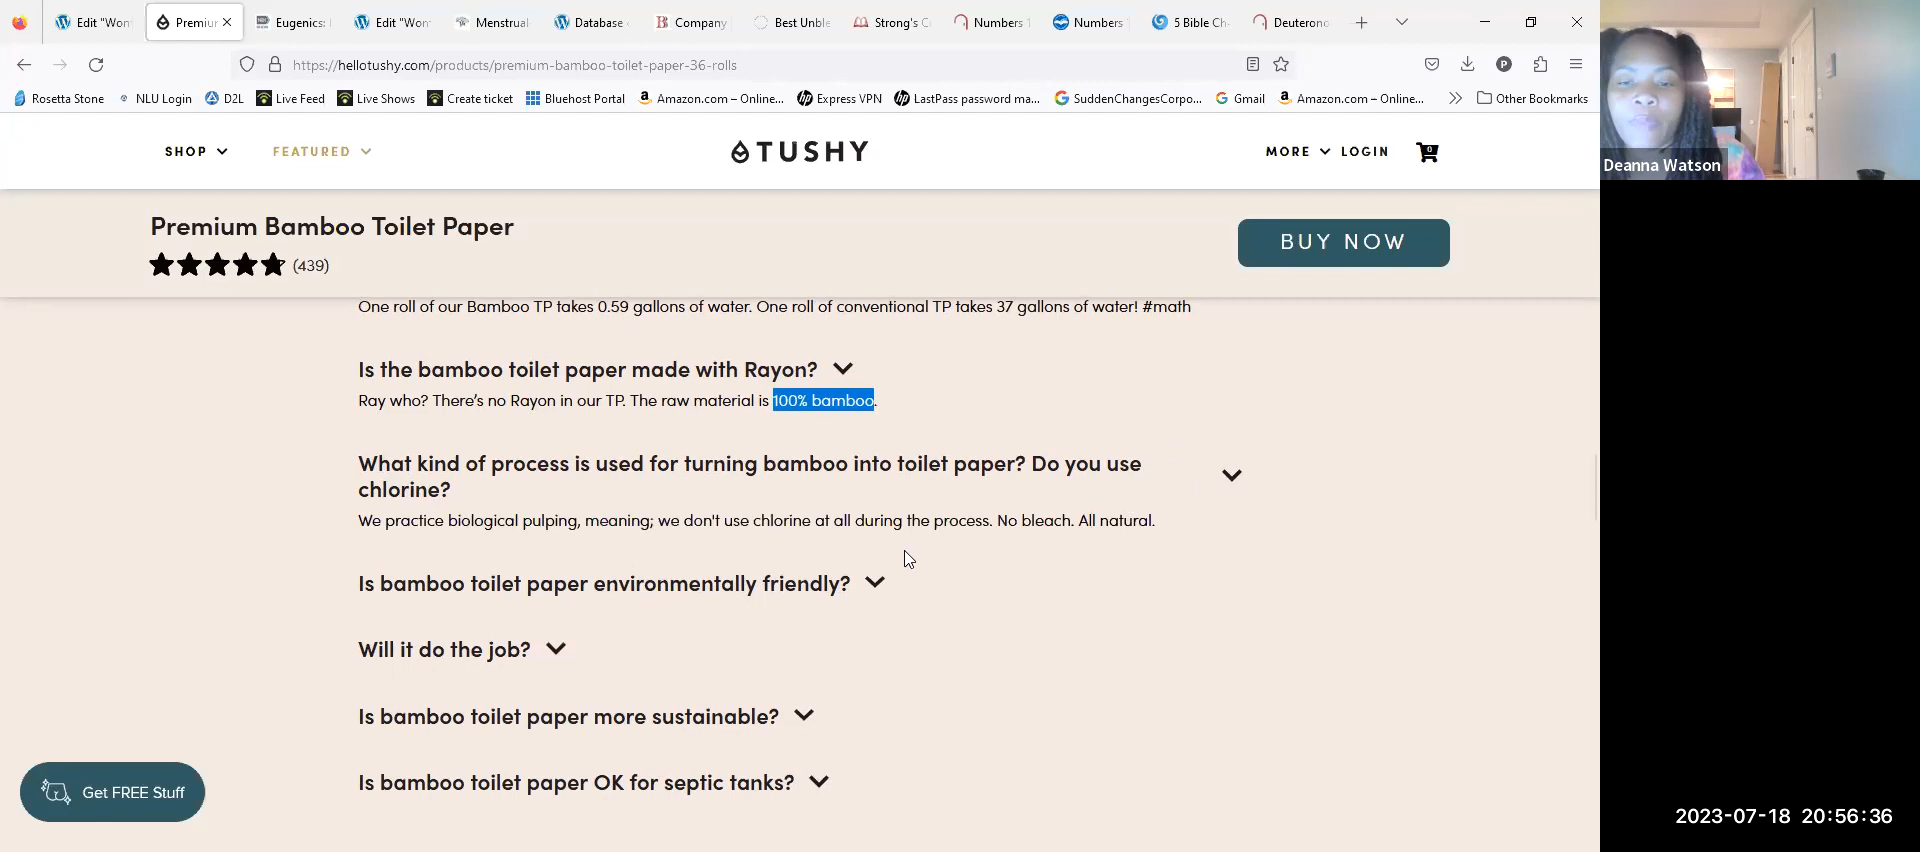 Edit "Won
Premium
Eugenics:
Edit "Won
Menstrual
Database
Company
Best Unble
Strong's C
Numbers 1
Numbers
5 Bible Ch
Deuterono
https://hellotushy.com/products/premium-bamboo-toilet-paper-36-rolls
P
Rosetta Stone
NLU Login
D2L
Live Feed
Live Shows
Create ticket
Bluehost Portal
Amazon.com – Online...
Express VPN
LastPass password ma...
SuddenChangesCorpo...
Gmail
Amazon.com – Online...
Other Bookmarks
SHOP
FEATURED
TUSHY
MORE
LOGIN
0
Premium Bamboo Toilet Paper
(439)
BUY NOW
One roll of our Bamboo TP takes 0.59 gallons of water. One roll of conventional TP takes 37 gallons of water! #math
Is the bamboo toilet paper made with Rayon?
Ray who? There's no Rayon in our TP. The raw material is 100% bamboo.
What kind of process is used for turning bamboo into toilet paper? Do you use
chlorine?
We practice biological pulping, meaning; we don't use chlorine at all during the process. No bleach. All natural.
Is bamboo toilet paper environmentally friendly?
Will it do the job?
Is bamboo toilet paper more sustainable?
Is bamboo toilet paper OK for septic tanks?
Get FREE Stuff
Deanna Watson
2023-07-18 20:56:36